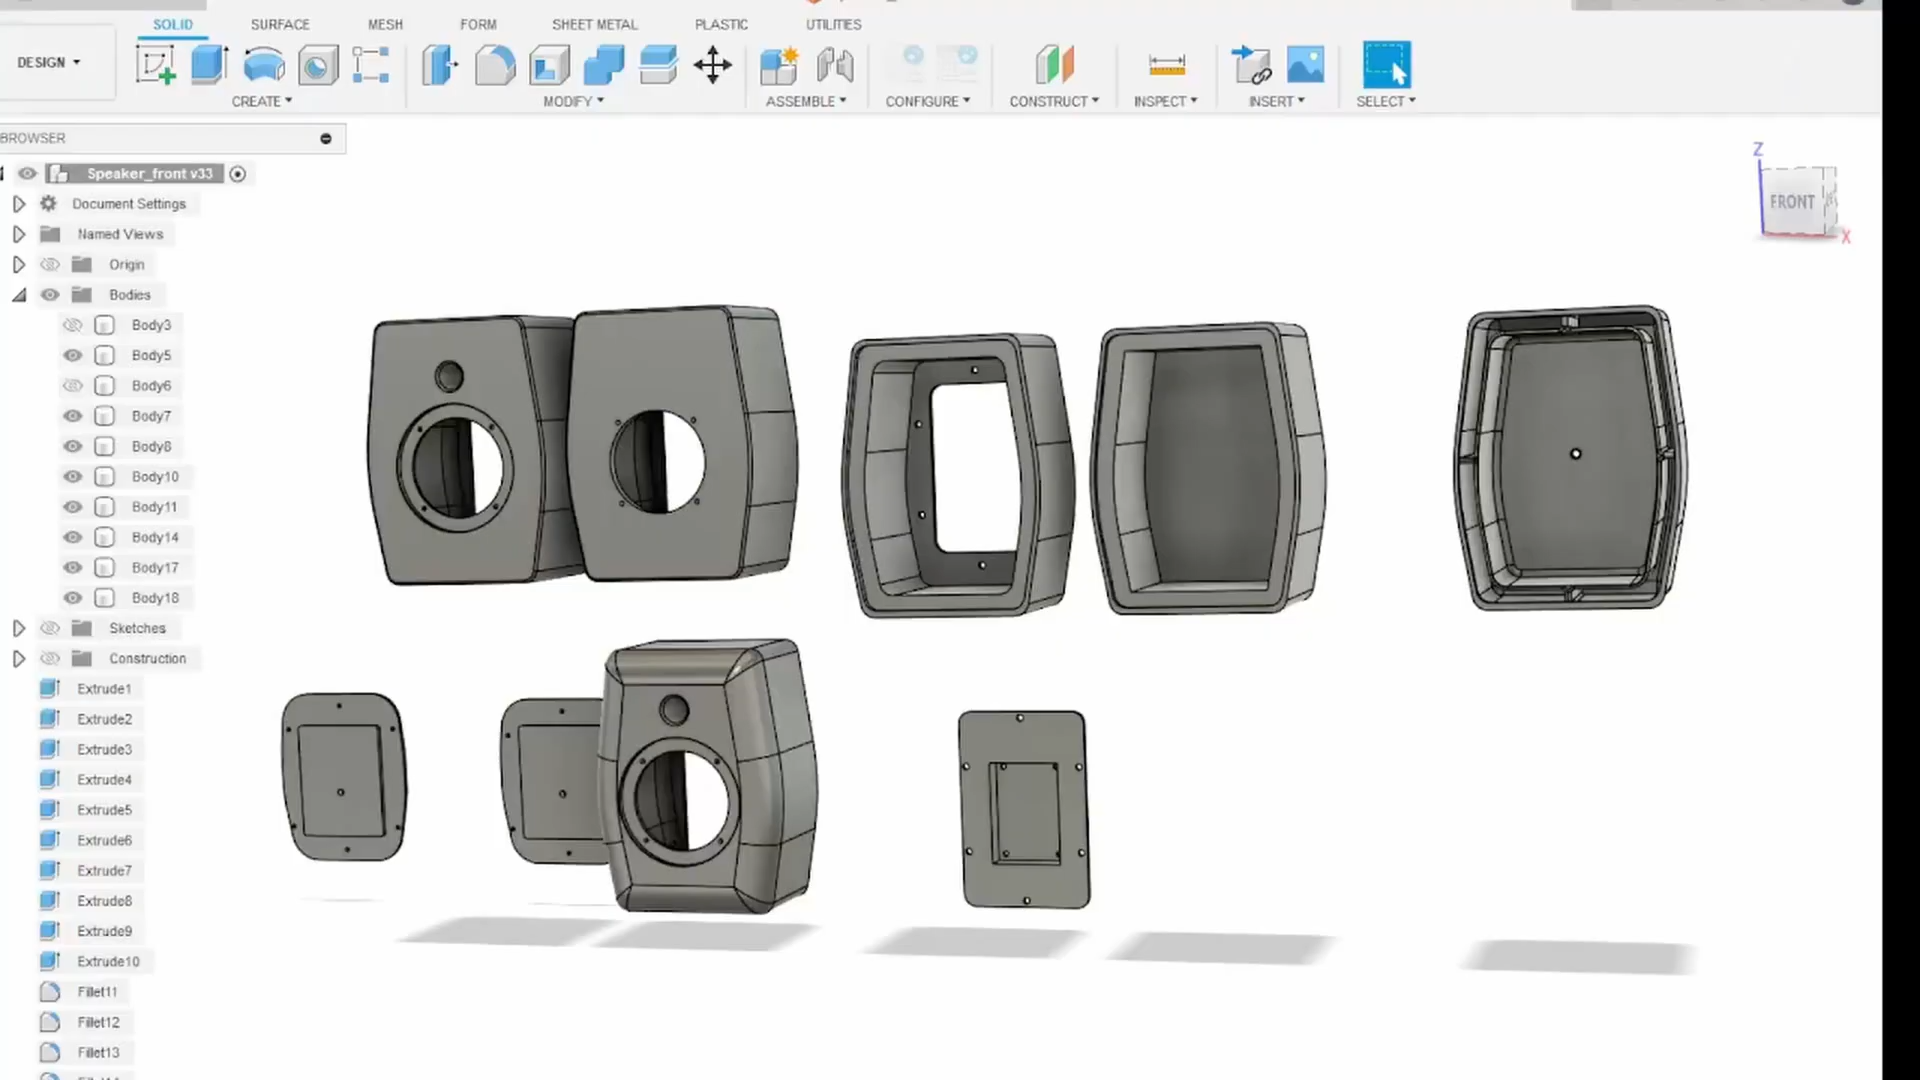 SOLID SURFACE MESH FORM SHEET METAL PLASTIC UTILITIES
DESIGN
CREATE MODIFY ASSEMBLE CONFIGURE CONSTRUCT INSPECT INSERT SELECT
BROWSER
Speaker_front v33
Document Settings
Named Views
Origin
Bodies
Body3
Body5
Body6
Body7
Body8
Body10
Body11
Body14
Body17
Body18
Sketches
Construction
Extrude1
Extrude2
Extrude3
Extrude4
Extrude5
Extrude6
Extrude7
Extrude8
Extrude9
Extrude10
Fillet11
Fillet12
Fillet13
Z
FRONT
X